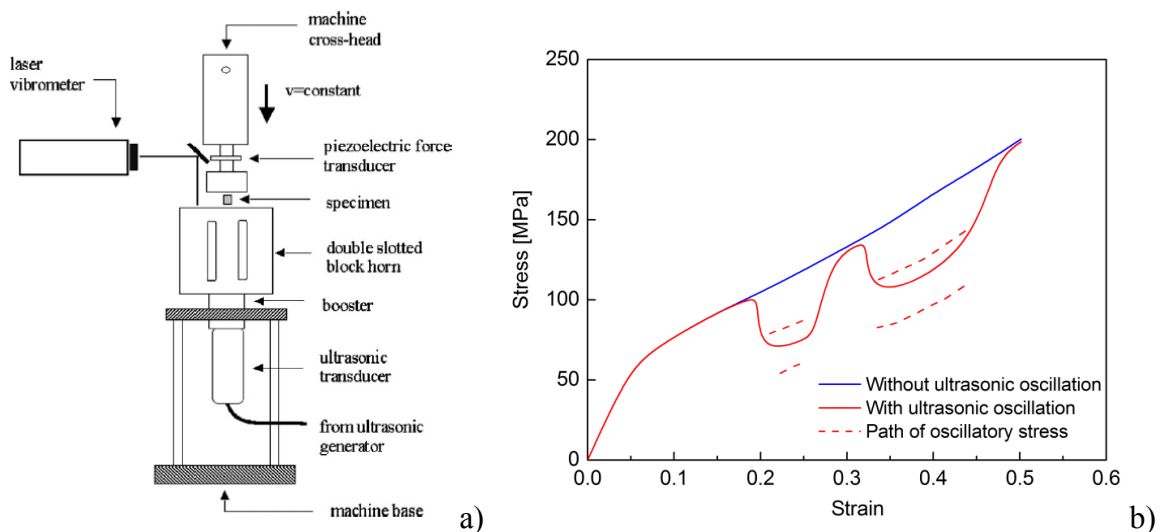 machine
cross-head
laser
vibrometer
v=constant
piezoelectric force
transducer
specimen
double slotted
block horn
booster
ultrasonic
transducer
from ultrasonic
generator
machine base
a)
250
200
150
100
50
0
Stress [MPa]
Without ultrasonic oscillation
With ultrasonic oscillation
Path of oscillatory stress
0.0 0.1 0.2 0.3 0.4 0.5 0.6
Strain
b)